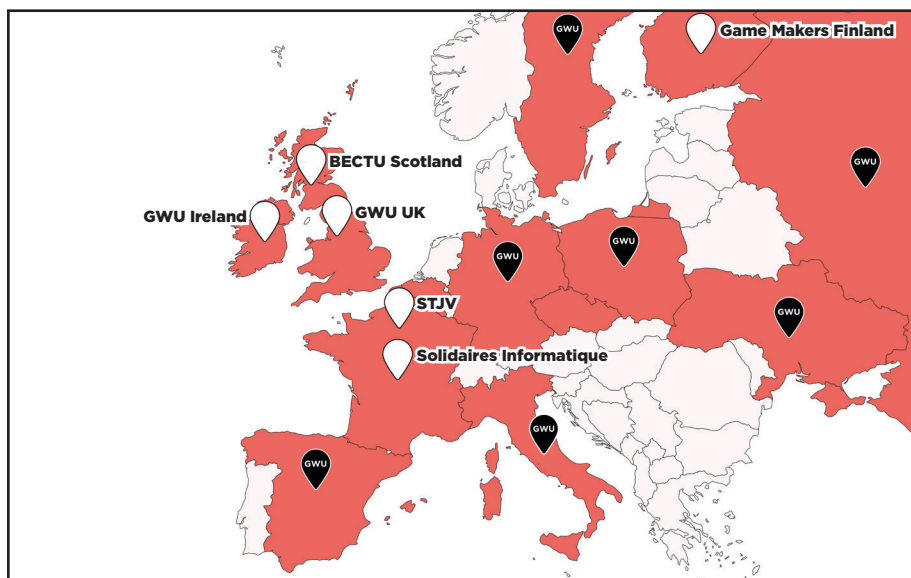 GWU
Game Makers Finland
BECTU Scotland
GWU
GWU Ireland
GWU UK
GWU
GWU
STJV
GWU
Solidaires Informatique
GWU
GWU